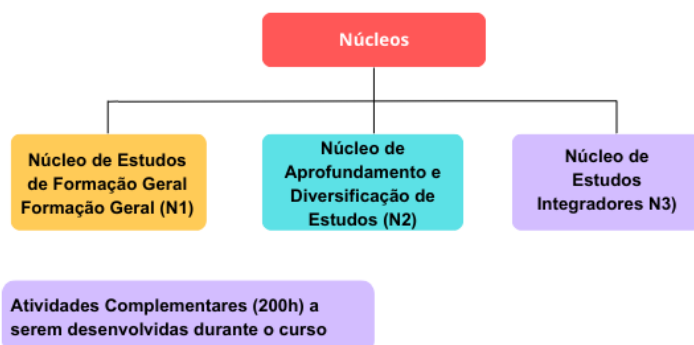 Núcleos
Núcleo de Estudos
de Formação Geral
Formação Geral (N1)
Núcleo de
Aprofundamento e
Diversificação de
Estudos (N2)
Núcleo de
Estudos
Integradores N3)
Atividades Complementares (200h) a
serem desenvolvidas durante o curso